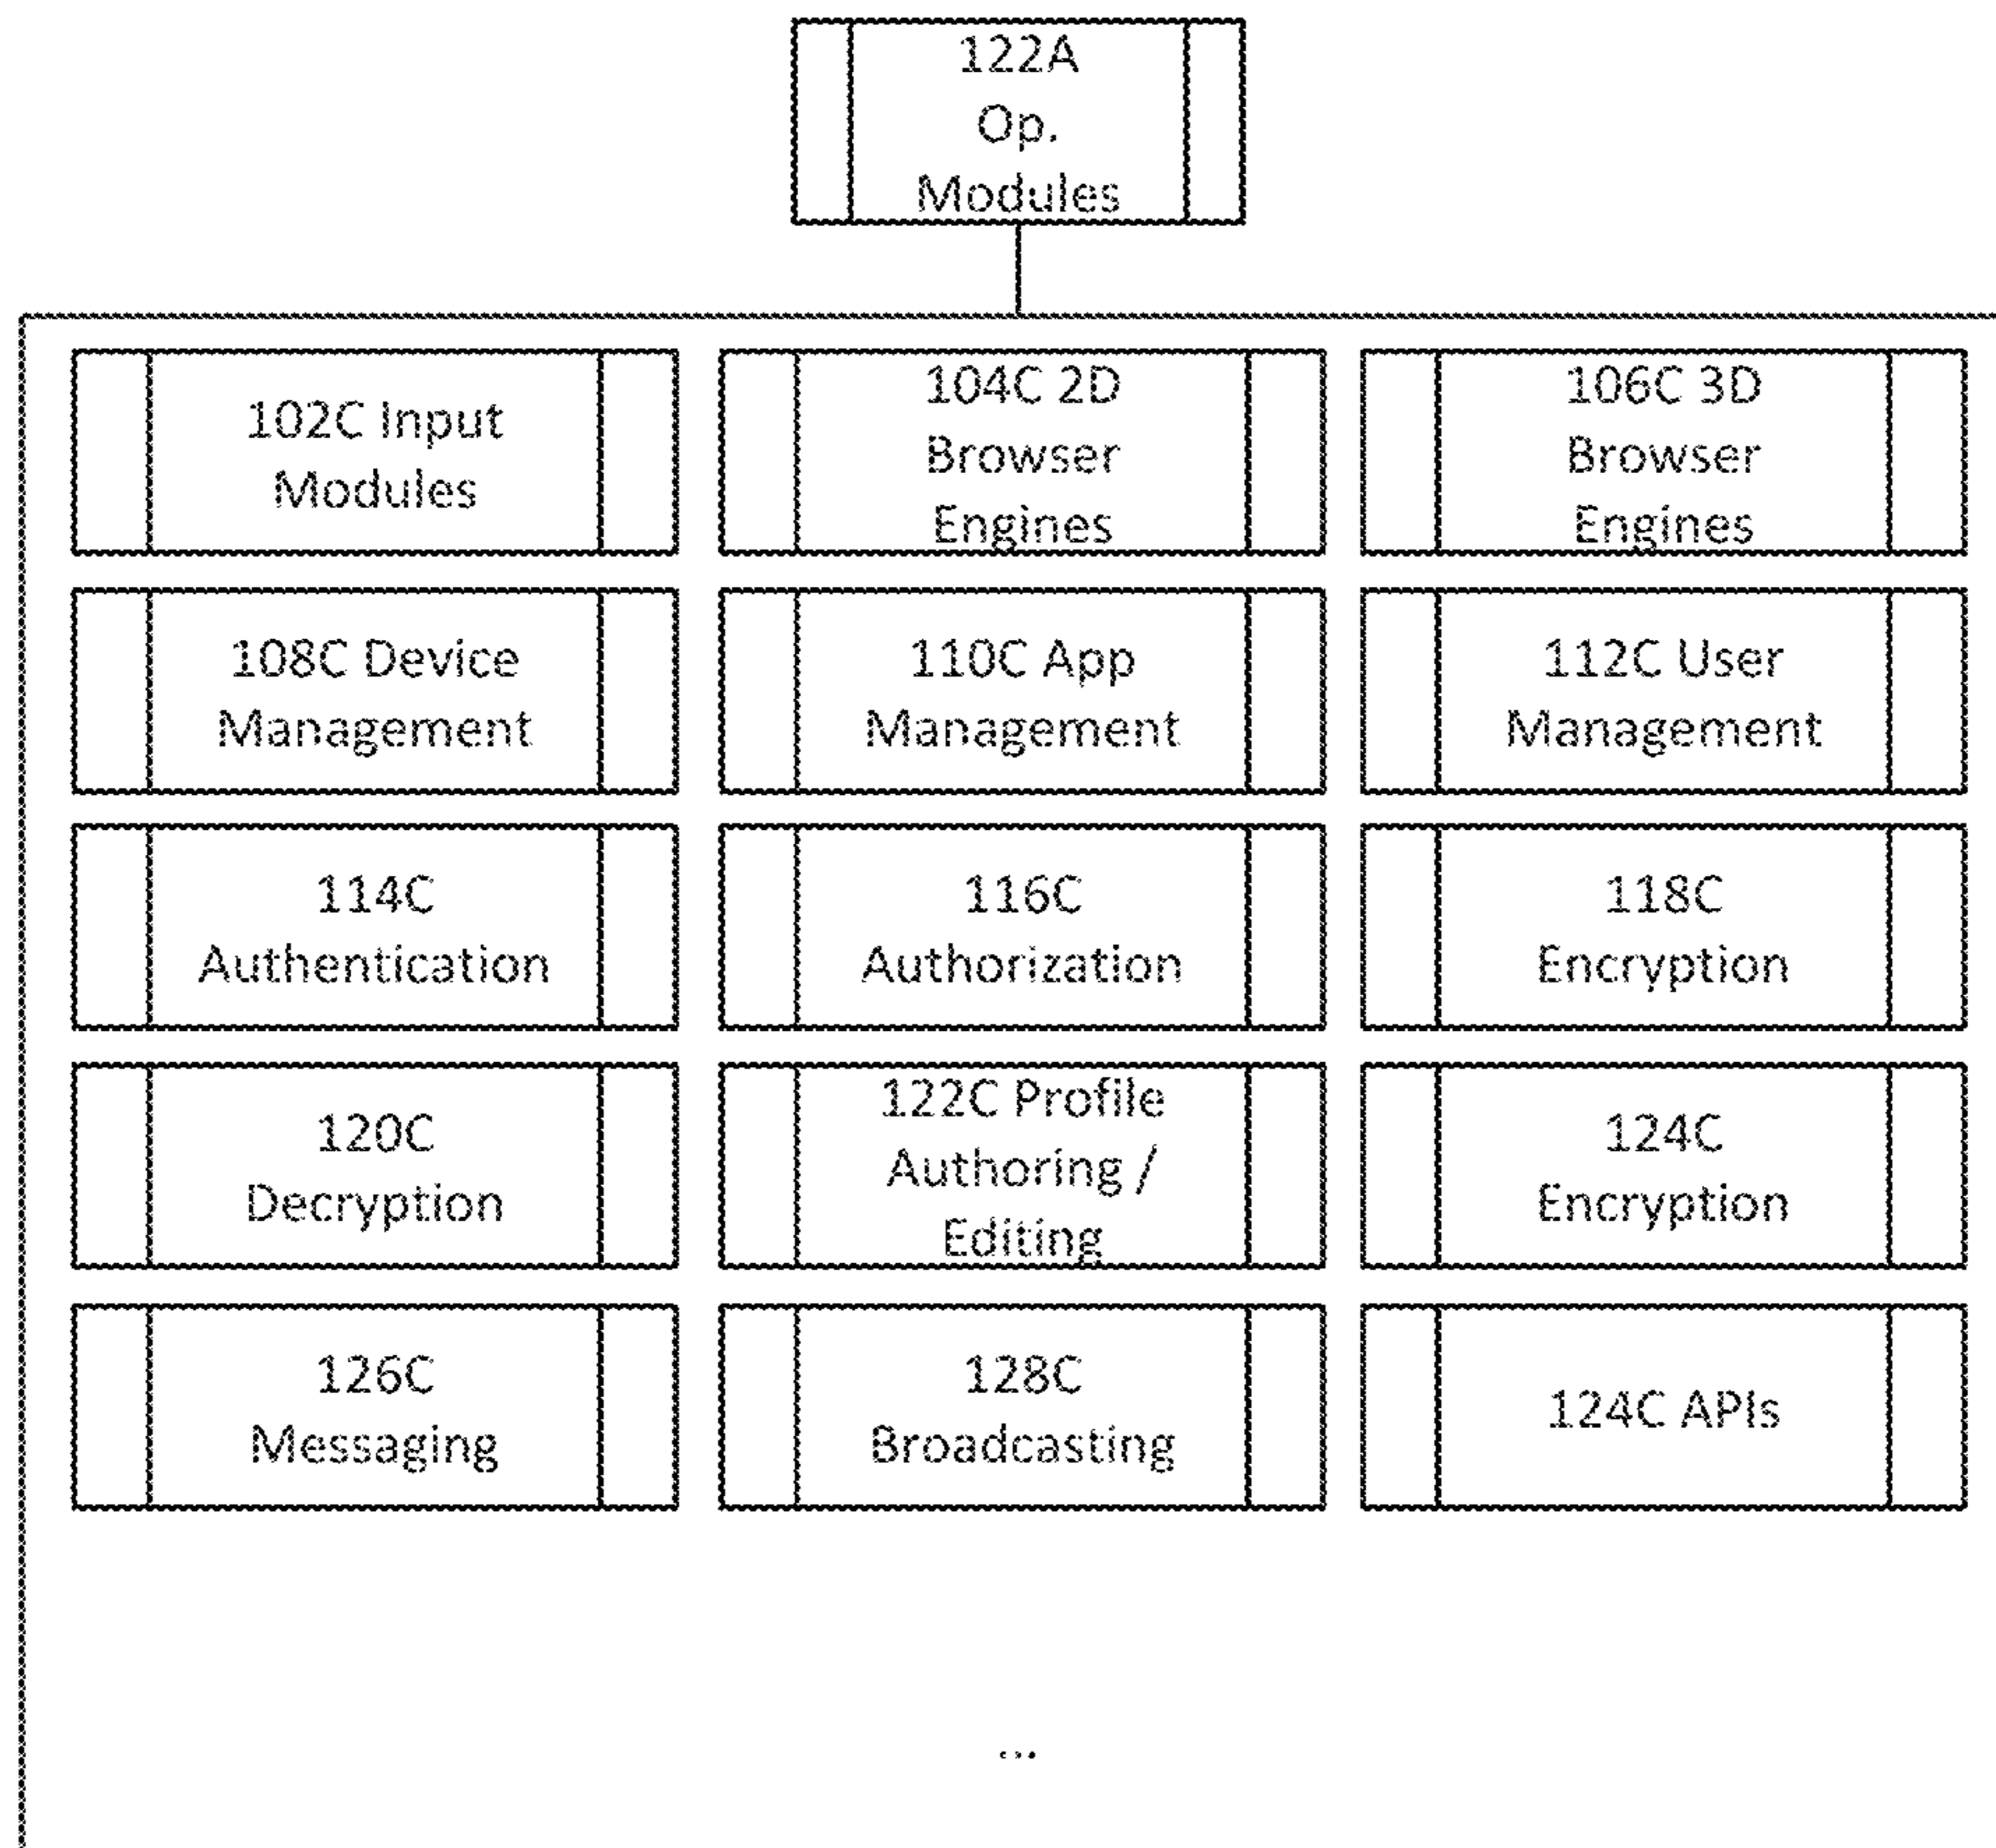 122A
Op.
Modules
102C Input
Modules
104C 2D
Browser
Engines
106C 3D
Browser
Engines
108C Device
Management
110C App
Management
112C User
Management
114C
Authentication
116C
Authorization
118C
Encryption
120C
Decryption
122C Profile
Authoring /
Editing
124C
Encryption
126C
Messaging
128C
Broadcasting
124C APIs
...